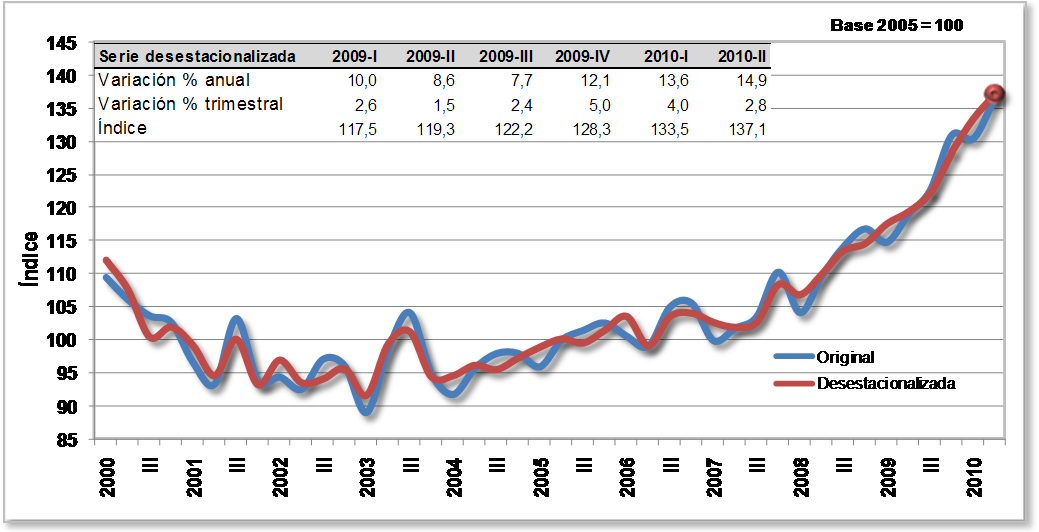 Base 2005 = 100
Serie desestacionalizada 2009-I 2009-II 2009-III 2009-IV 2010-I 2010-II
Variación % anual 10,0 8,6 7,7 12,1 13,6 14,9
Variación % trimestral 2,6 1,5 2,4 5,0 4,0 2,8
Índice 117,5 119,3 122,2 128,3 133,5 137,1
145
140
135
130
125
120
115
110
105
100
95
90
85
Índice
Original
Desestacionalizada
2000 III 2001 III 2002 III 2003 III 2004 III 2005 III 2006 III 2007 III 2008 III 2009 III 2010